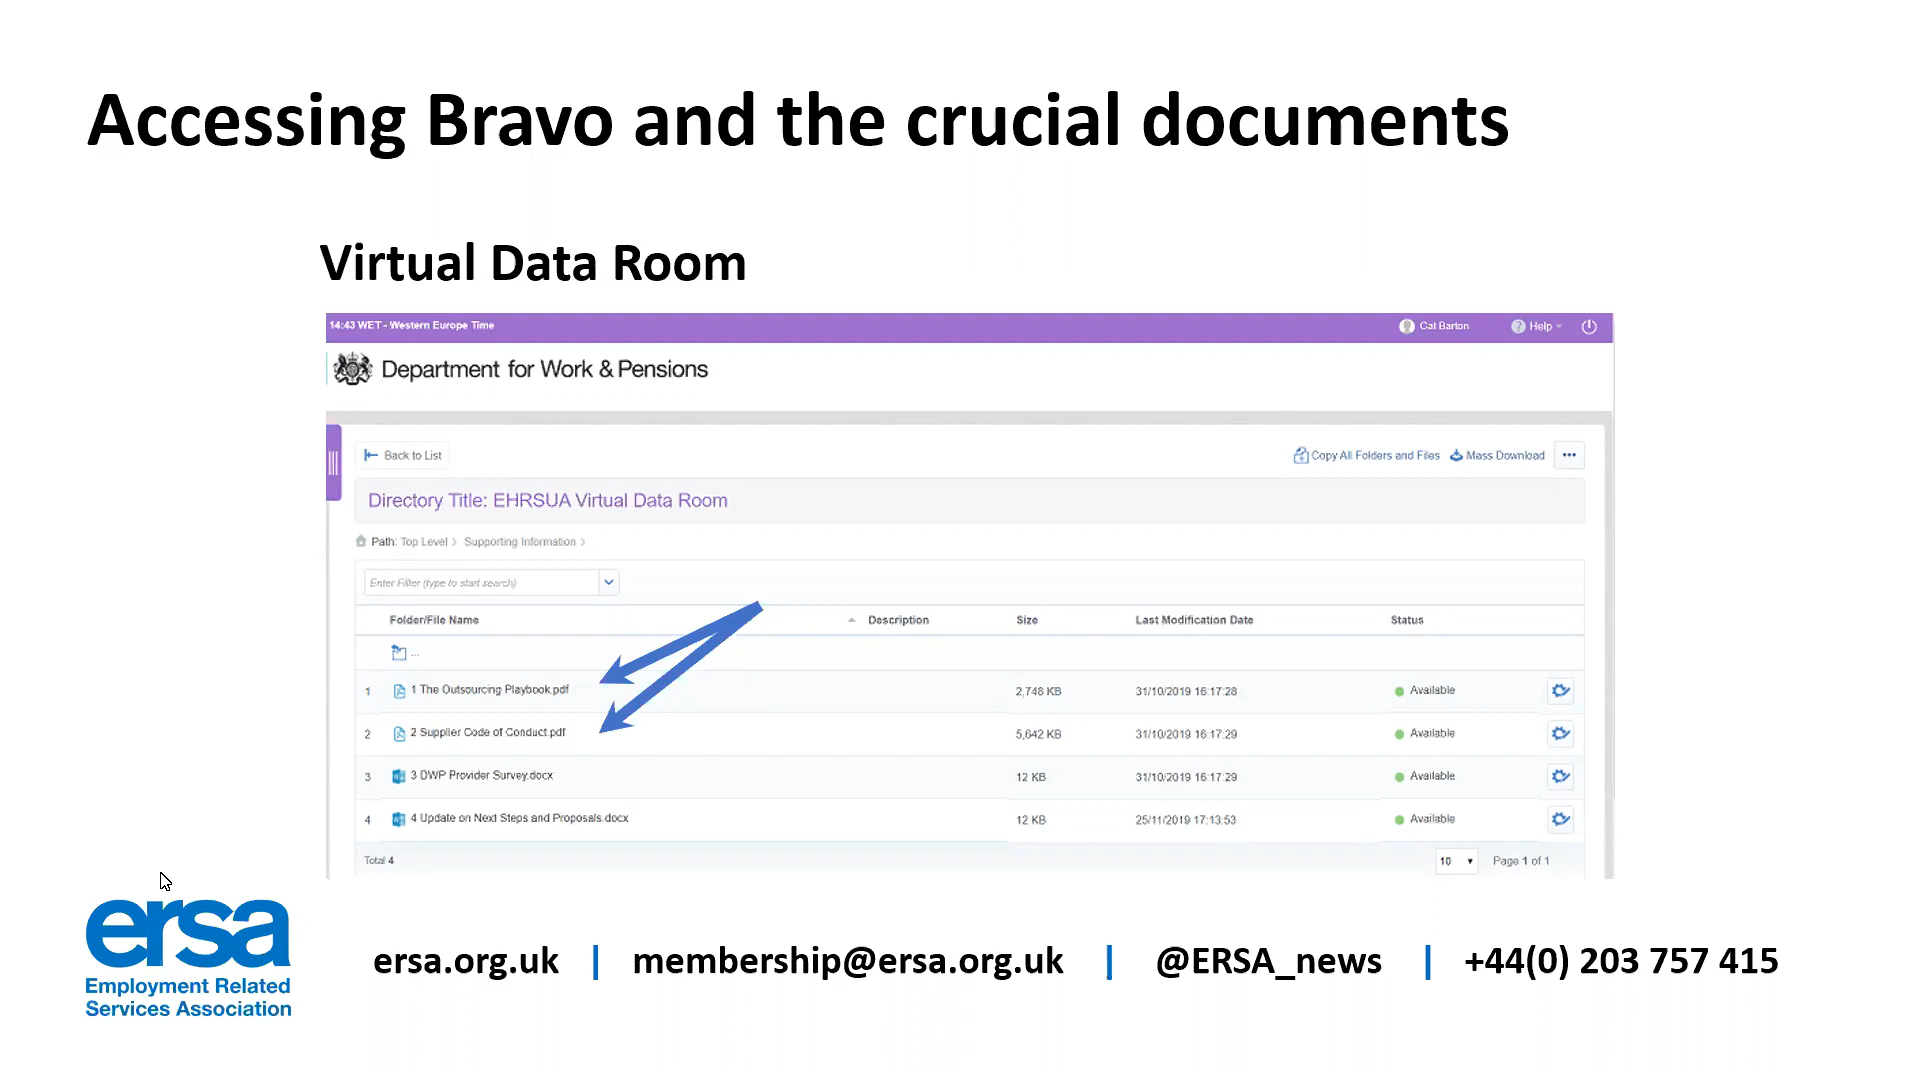 Accessing Bravo and the crucial documents
Virtual Data Room
14:43 WET - Western Europe Time
Cat Barton
Help
Department for Work & Pensions
Back to List
Copy All Folders and Files
Mass Download
Directory Title: EHRSUA Virtual Data Room
Path: Top Level > Supporting Information >
Enter Filter (type to start search)
Folder/File Name Description Size Last Modification Date Status
...
1 1 The Outsourcing Playbook.pdf 2,748 KB 31/10/2019 16:17:28 Available
2 2 Supplier Code of Conduct.pdf 5,642 KB 31/10/2019 16:17:29 Available
3 3 DWP Provider Survey.docx 12 KB 31/10/2019 16:17:29 Available
4 4 Update on Next Steps and Proposals.docx 12 KB 25/11/2019 17:13:53 Available
Total 4
10 Page 1 of 1
ersa
Employment Related
Services Association
ersa.org.uk | membership@ersa.org.uk | @ERSA_news | +44(0) 203 757 415